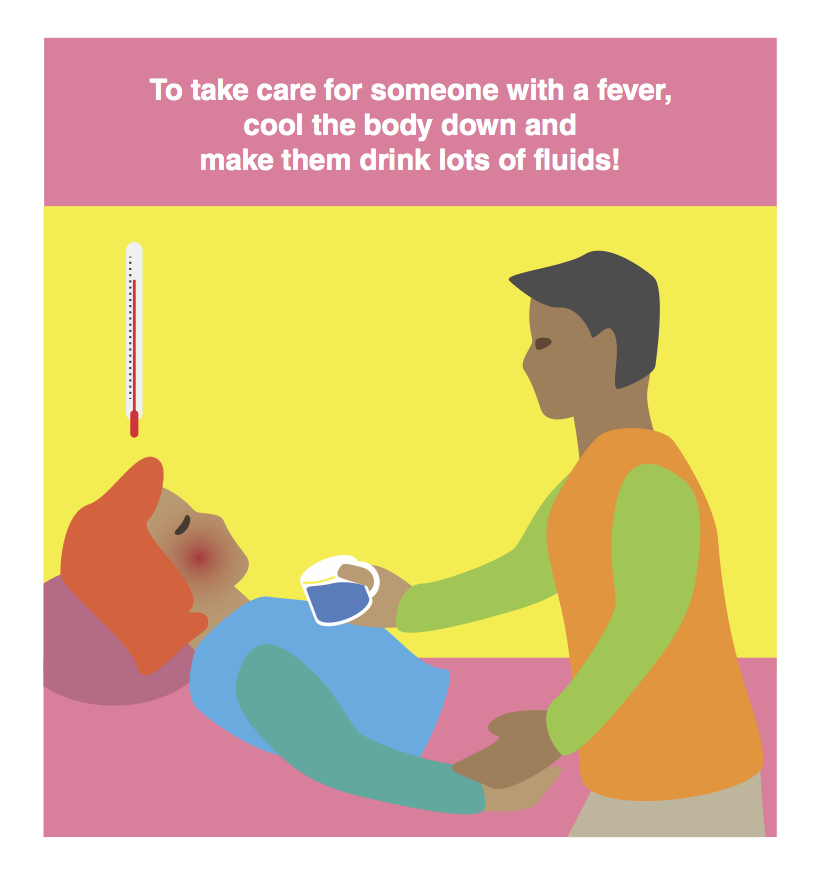 To take care for someone with a fever,
cool the body down and
make them drink lots of fluids!